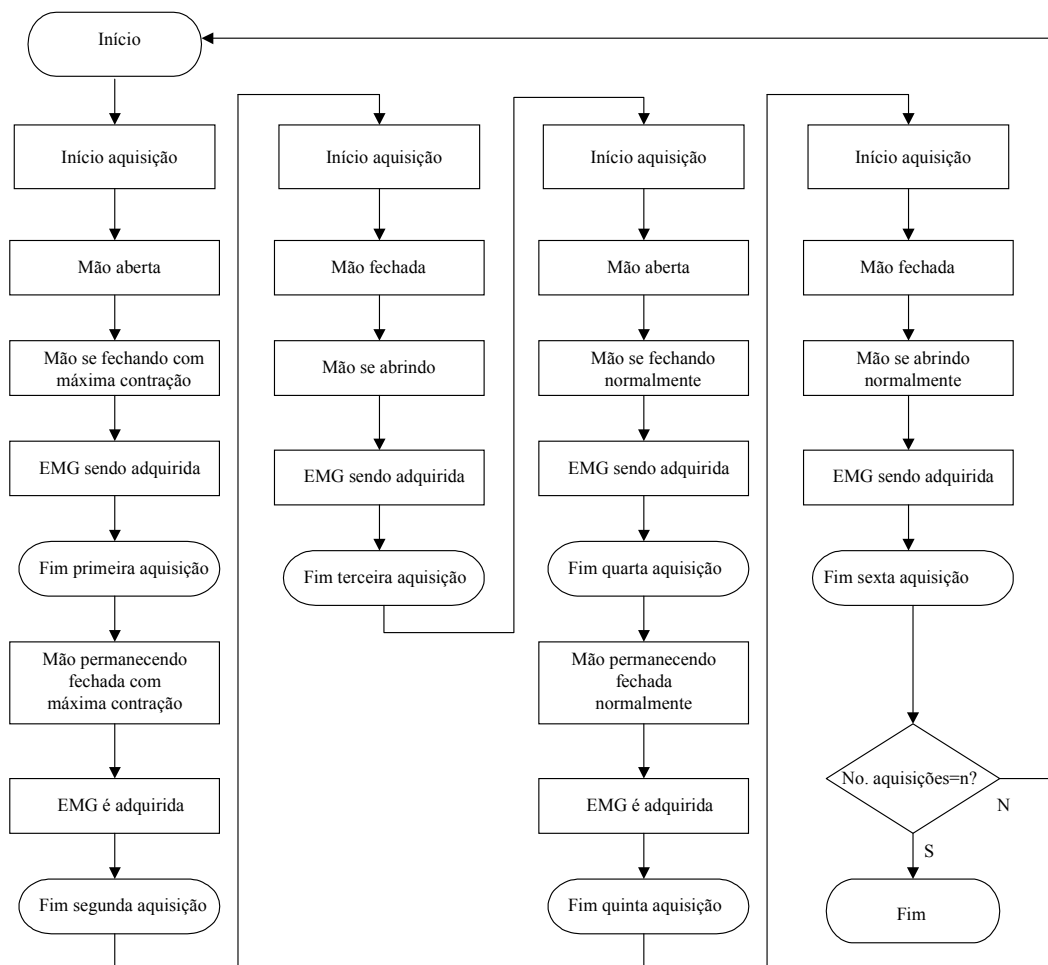 Início
Início aquisição
Mão aberta
Mão se fechando com
máxima contração
EMG sendo adquirida
Fim primeira aquisição
Mão permanecendo
fechada com
máxima contração
EMG é adquirida
Fim segunda aquisição
Início aquisição
Mão fechada
Mão se abrindo
EMG sendo adquirida
Fim terceira aquisição
Início aquisição
Mão aberta
Mão se fechando
normalmente
EMG sendo adquirida
Fim quarta aquisição
Mão permanecendo
fechada
normalmente
EMG é adquirida
Fim quinta aquisição
Início aquisição
Mão fechada
Mão se abrindo
normalmente
EMG sendo adquirida
Fim sexta aquisição
No. aquisições=n?
N
S
Fim